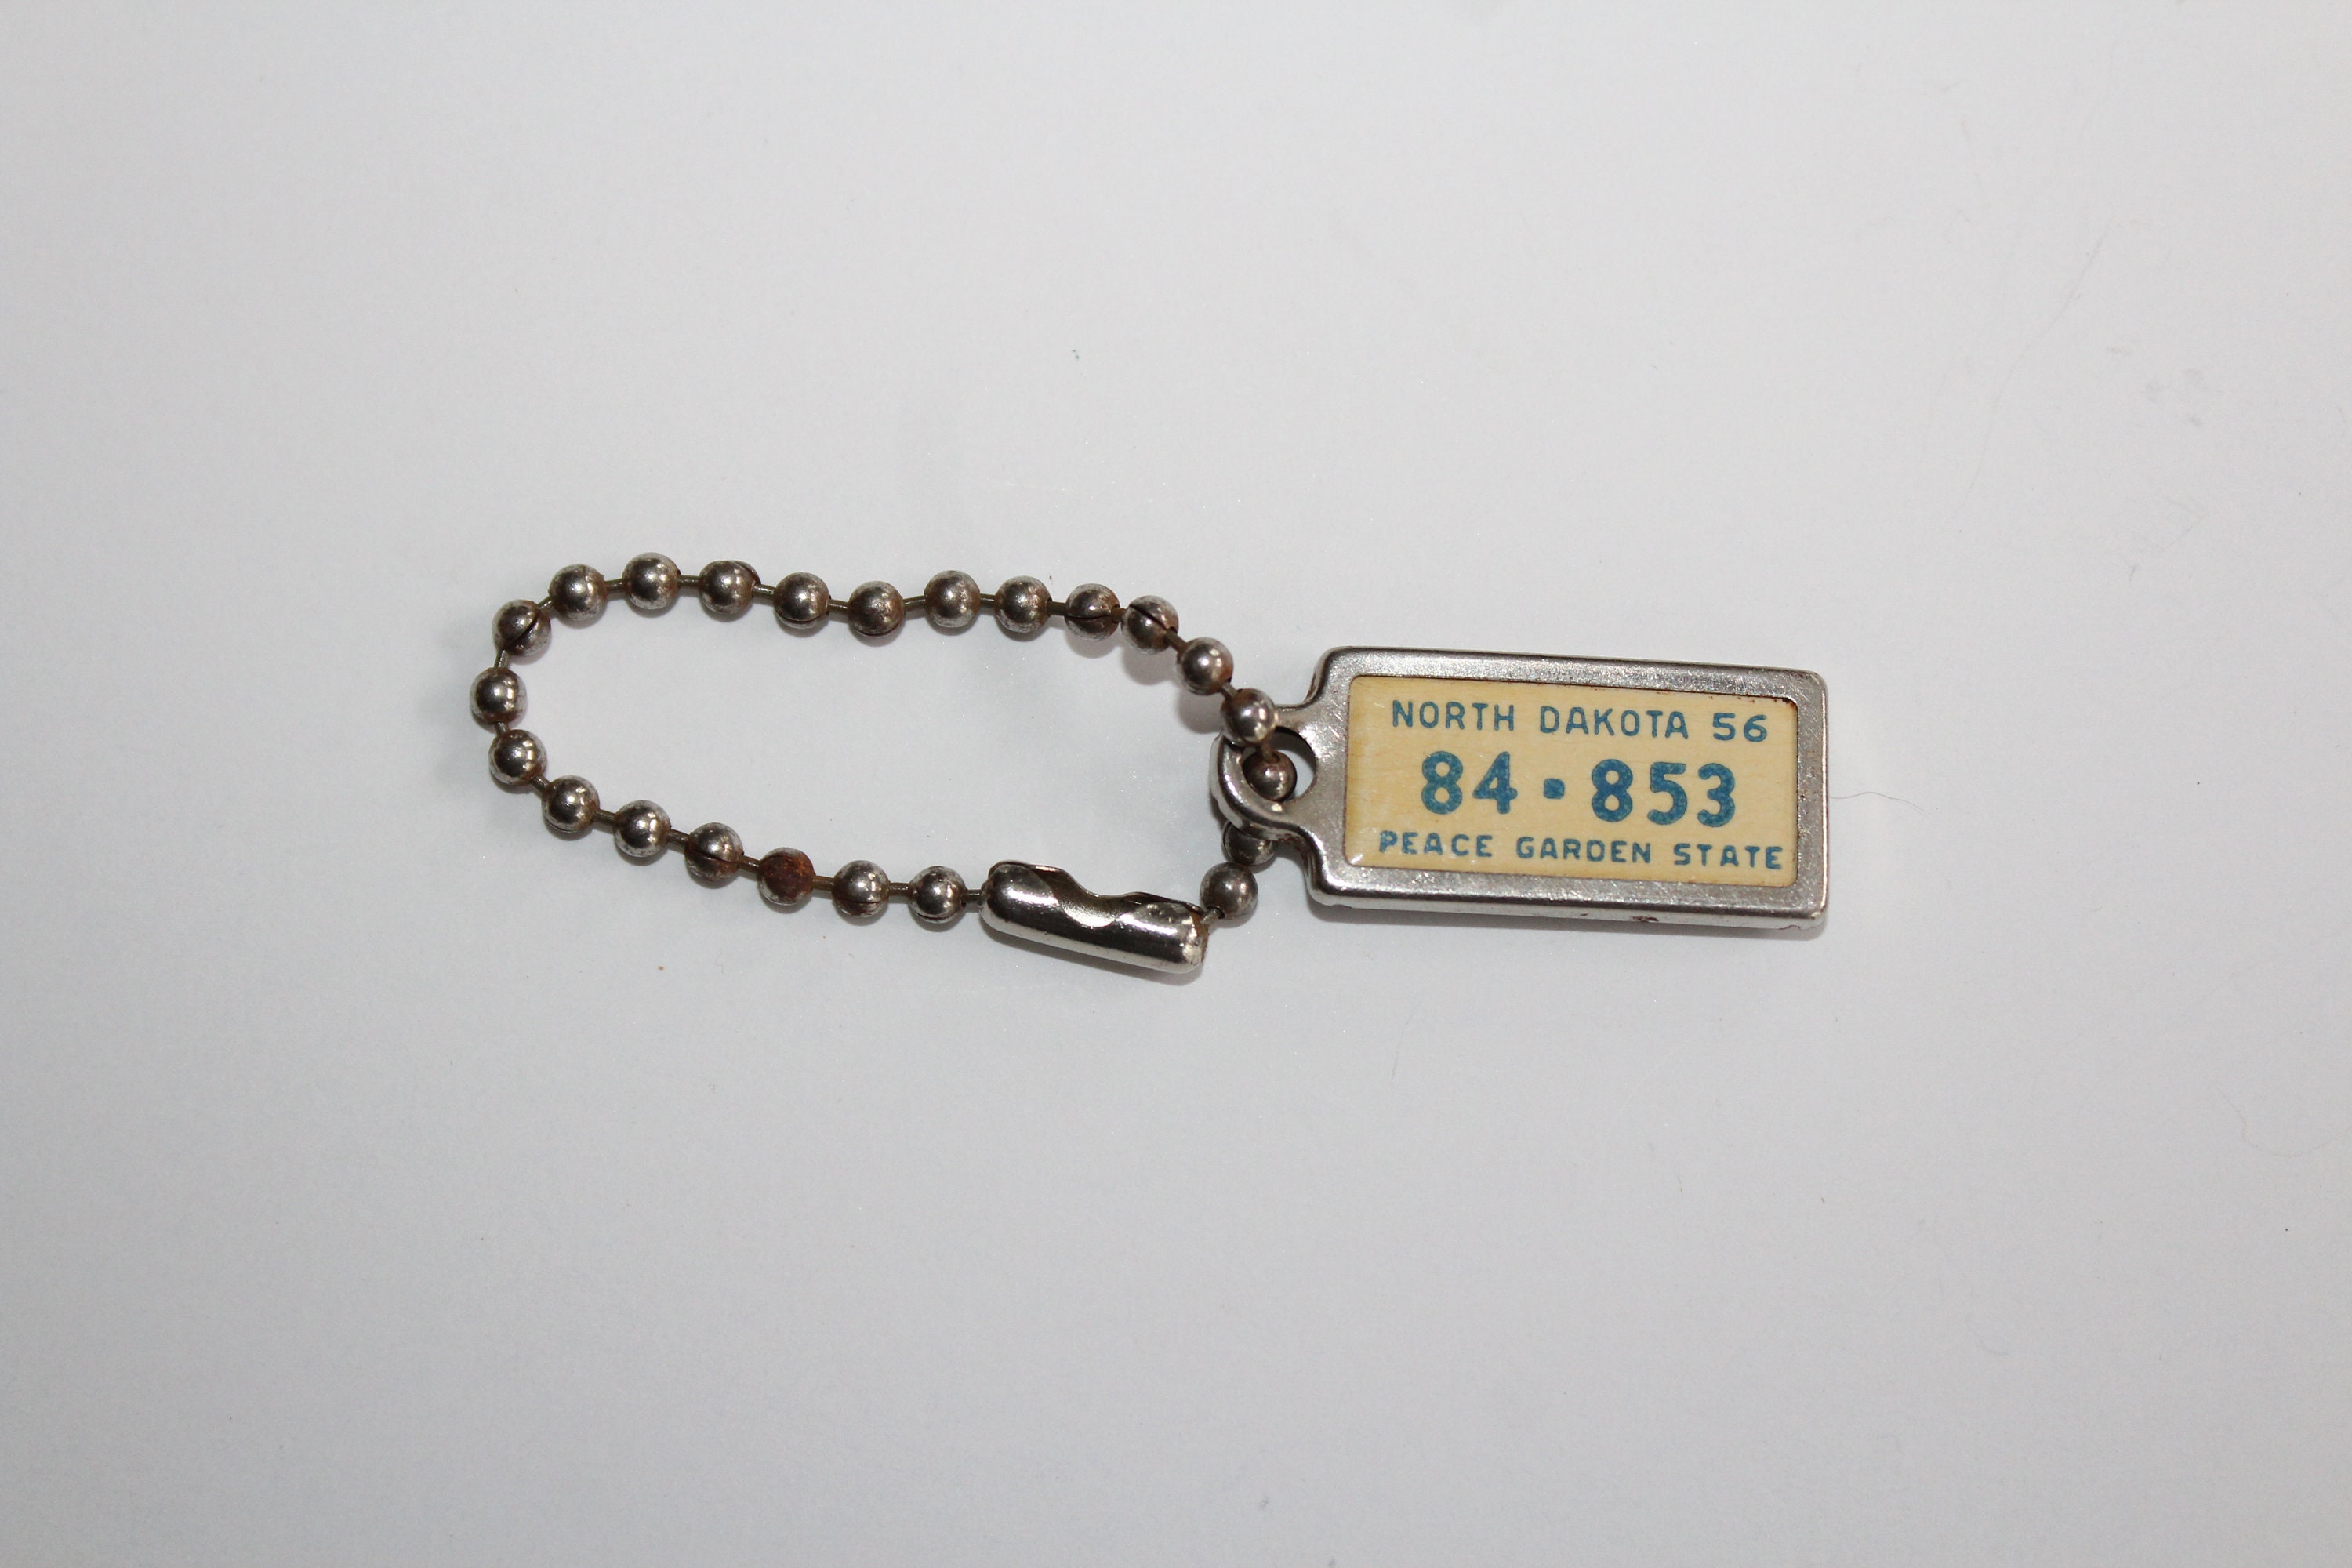 NORTH DAKOTA 56
84▪853
PEACE GARDEN STATE